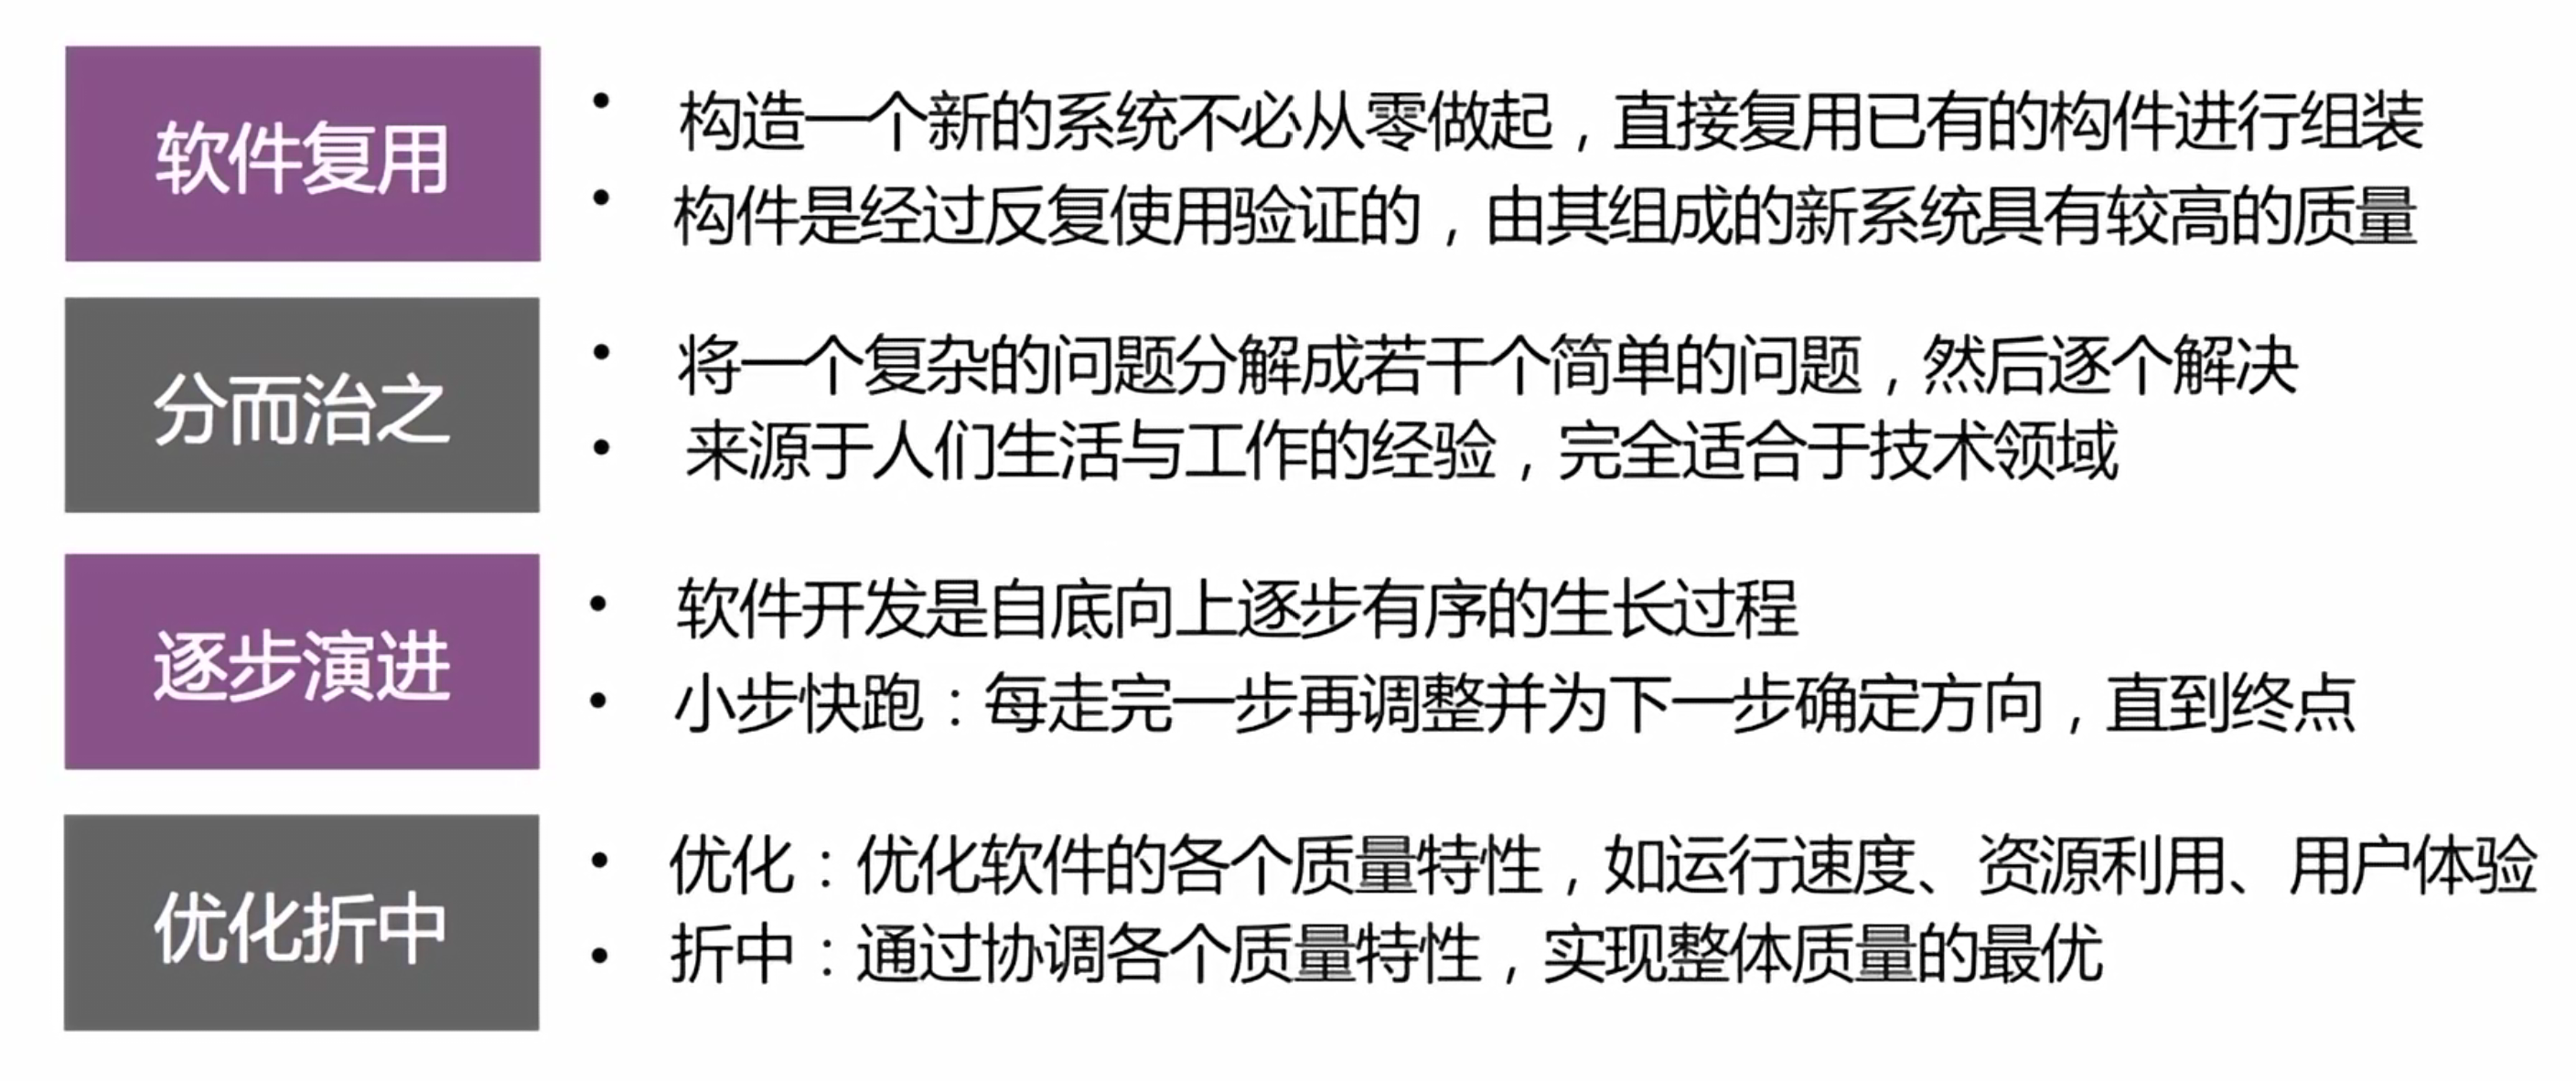 软件复用
• 构造一个新的系统不必从零做起，直接复用已有的构件进行组装
• 构件是经过反复使用验证的，由其组成的新系统具有较高的质量
分而治之
• 将一个复杂的问题分解成若干个简单的问题，然后逐个解决
• 来源于人们生活与工作的经验，完全适合于技术领域
逐步演进
• 软件开发是自底向上逐步有序的生长过程
• 小步快跑：每走完一步再调整并为下一步确定方向，直到终点
优化折中
• 优化：优化软件的各个质量特性，如运行速度、资源利用、用户体验
• 折中：通过协调各个质量特性，实现整体质量的最优